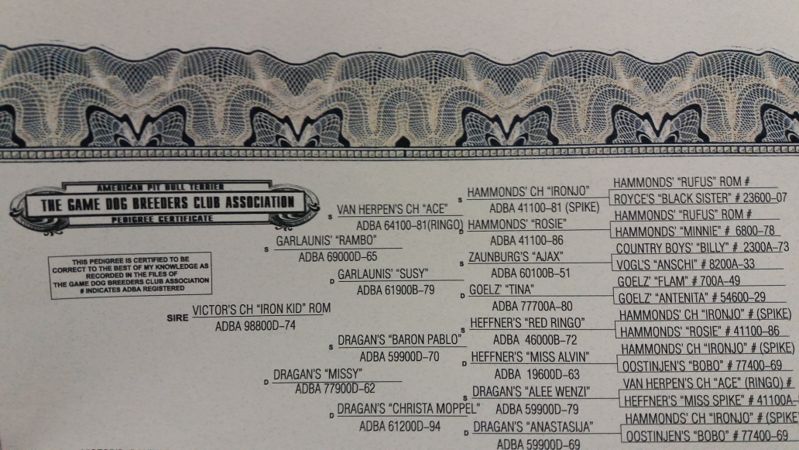 AMERICAN PIT BULL TERRIER
THE GAME DOG BREEDERS CLUB ASSOCIATION
PEDIGREE CERTIFICATE
THIS PEDIGREE IS CERTIFIED TO BE
CORRECT TO THE BEST OF MY KNOWLEDGE AS
RECORDED IN THE FILES OF
THE GAME DOG BREEDERS CLUB ASSOCIATION
# INDICATES ADBA REGISTERED
SIRE VICTOR'S CH "IRON KID" ROM
ADBA 98800D-74
S GARLAUNIS' "RAMBO"
ADBA 69000D-65
D DRAGAN'S "MISSY"
ADBA 77900D-62
S VAN HERPEN'S CH "ACE"
ADBA 64100-81(RINGO)
D GARLAUNIS' "SUSY"
ADBA 61900B-79
S DRAGAN'S "BARON PABLO"
ADBA 59900D-70
D DRAGAN'S "CHRISTA MOPPEL"
ADBA 61200D-94
S HAMMONDS' CH "IRONJO"
ADBA 41100-81 (SPIKE)
D HAMMONDS' "ROSIE"
ADBA 41100-86
S ZAUNBURG'S "AJAX"
ADBA 60100B-51
D GOELZ' "TINA"
ADBA 77700A-80
S HEFFNER'S "RED RINGO"
ADBA 46000B-72
D HEFFNER'S "MISS ALVIN"
ADBA 19600D-63
S DRAGAN'S "ALEE WENZI"
ADBA 59900D-79
D DRAGAN'S "ANASTASIJA"
ADBA 59900D-69
HAMMONDS' "RUFUS" ROM #
ROYCE'S "BLACK SISTER" # 23600-07
HAMMONDS' "RUFUS" ROM #
HAMMONDS' "MINNIE" # 6800-78
COUNTRY BOYS' "BILLY" # 2300A-73
VOGL'S "ANSCHI" # 8200A-33
GOELZ' "FLAM" # 700A-49
GOELZ' "ANTENITA" # 54600-29
HAMMONDS' CH "IRONJO" # (SPIKE)
HAMMONDS' "ROSIE" # 41100-86
HAMMONDS' CH "IRONJO" # (SPIKE)
OOSTINJEN'S "BOBO" # 77400-69
VAN HERPEN'S CH "ACE" (RINGO) #
HEFFNER'S "MISS SPIKE" # 41100A-
HAMMONDS' CH "IRONJO" # (SPIKE
OOSTINJEN'S "BOBO" # 77400-69